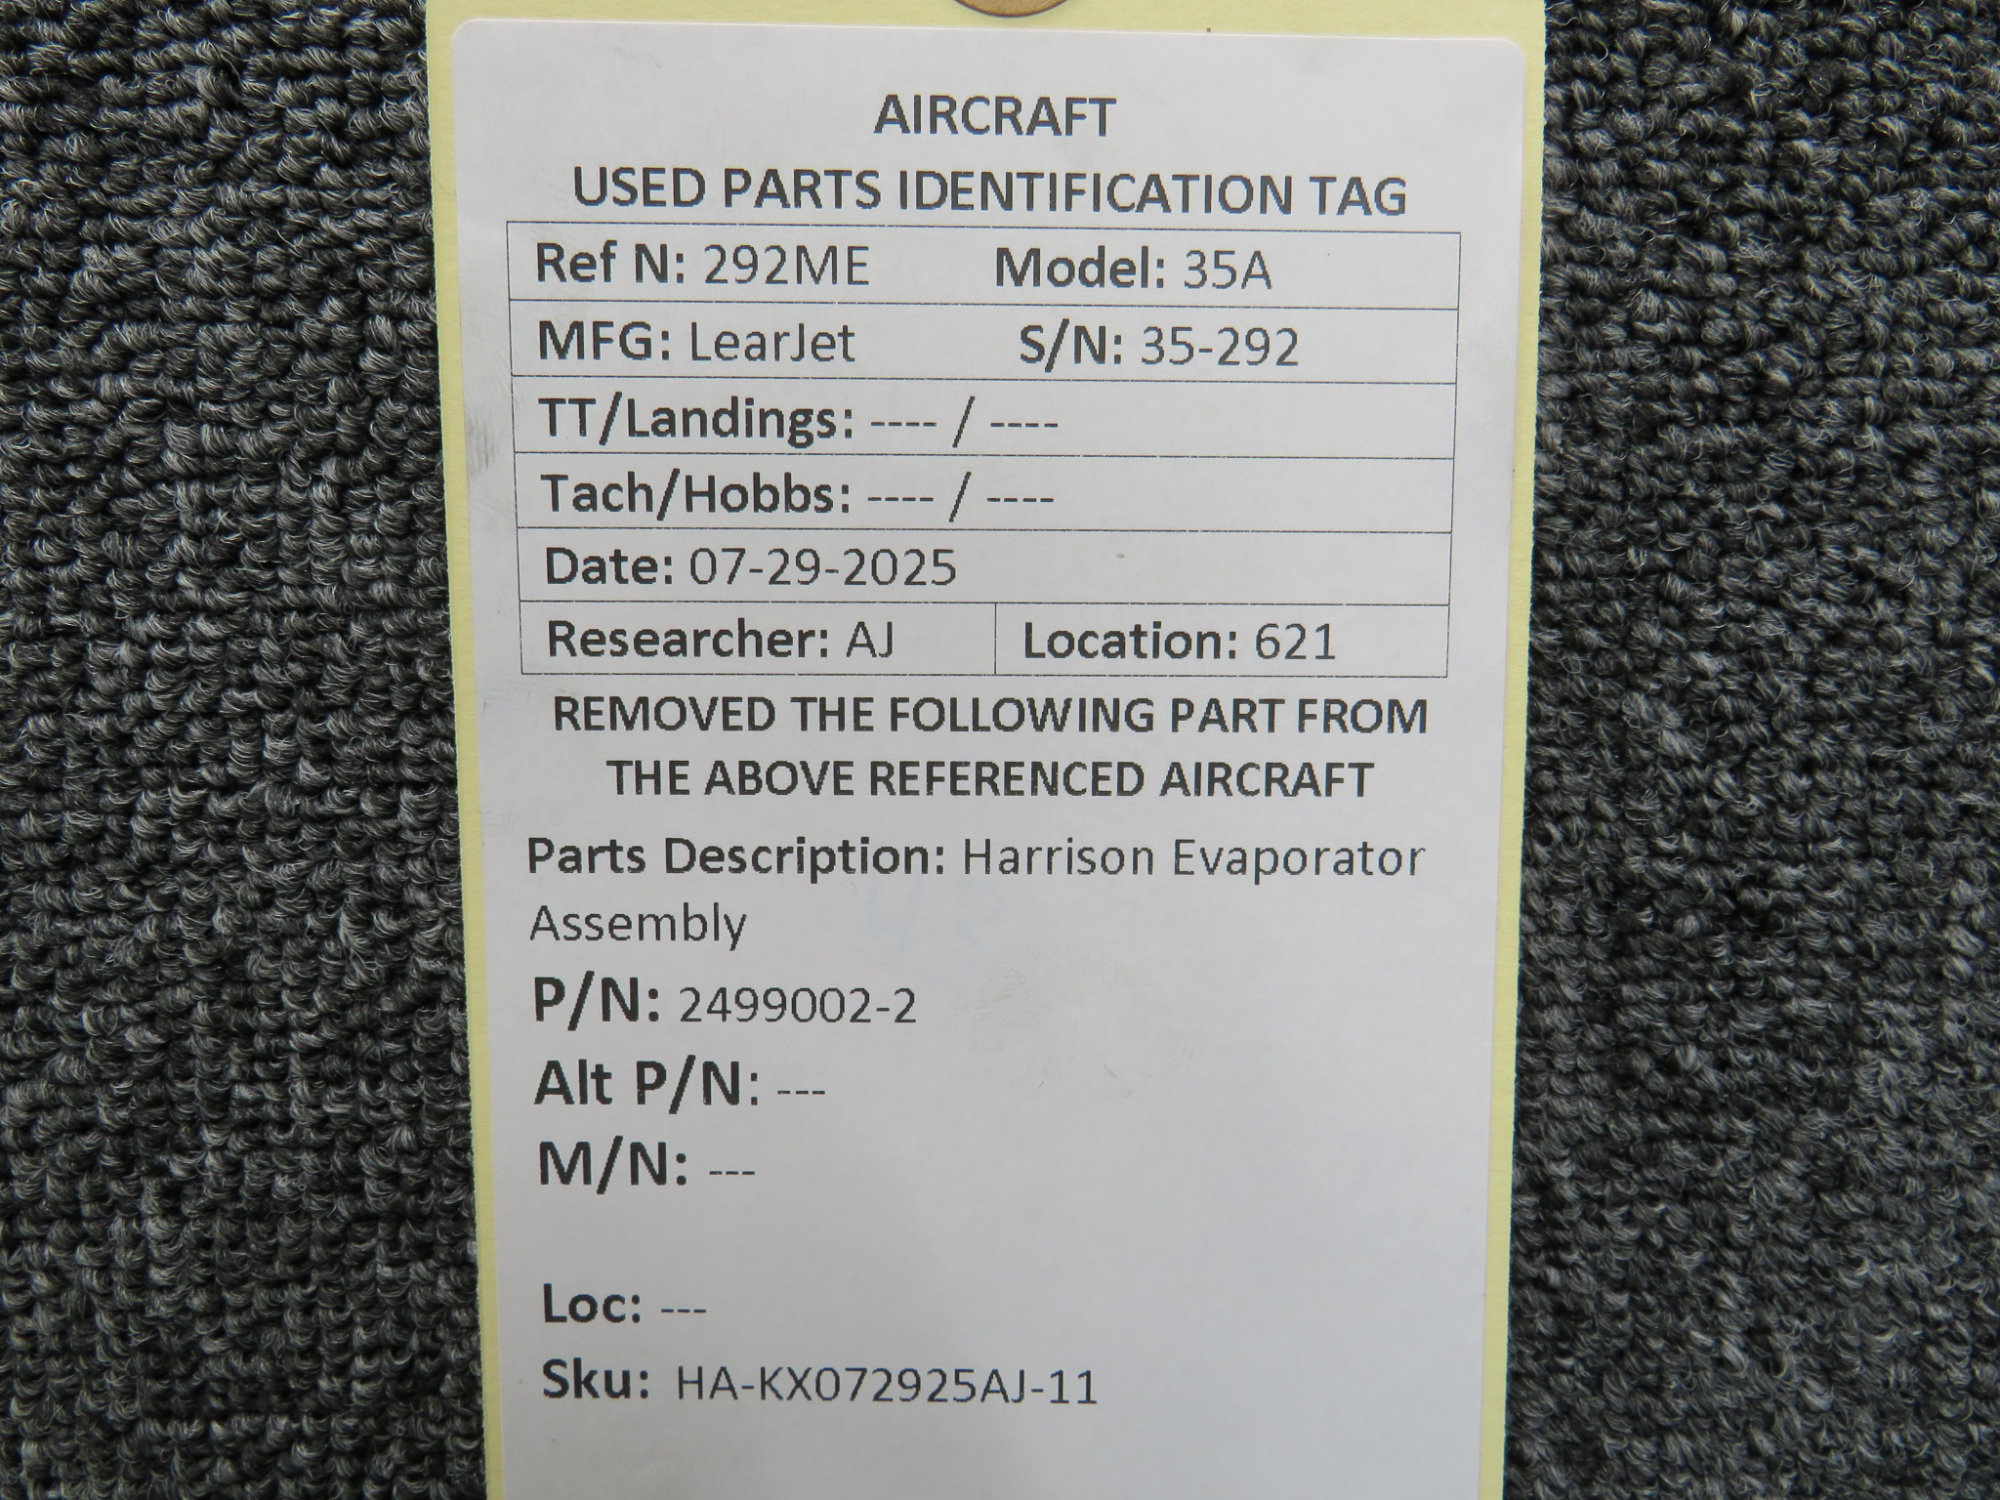 AIRCRAFT
USED PARTS IDENTIFICATION TAG
Ref N: 292ME Model: 35A
MFG: LearJet S/N: 35-292
TT/Landings: ---- / ----
Tach/Hobbs: ---- / ----
Date: 07-29-2025
Researcher: AJ Location: 621
REMOVED THE FOLLOWING PART FROM
THE ABOVE REFERENCED AIRCRAFT
Parts Description: Harrison Evaporator
Assembly
P/N: 2499002-2
Alt P/N: ---
M/N: ---
Loc: ---
Sku: HA-KX072925AJ-11